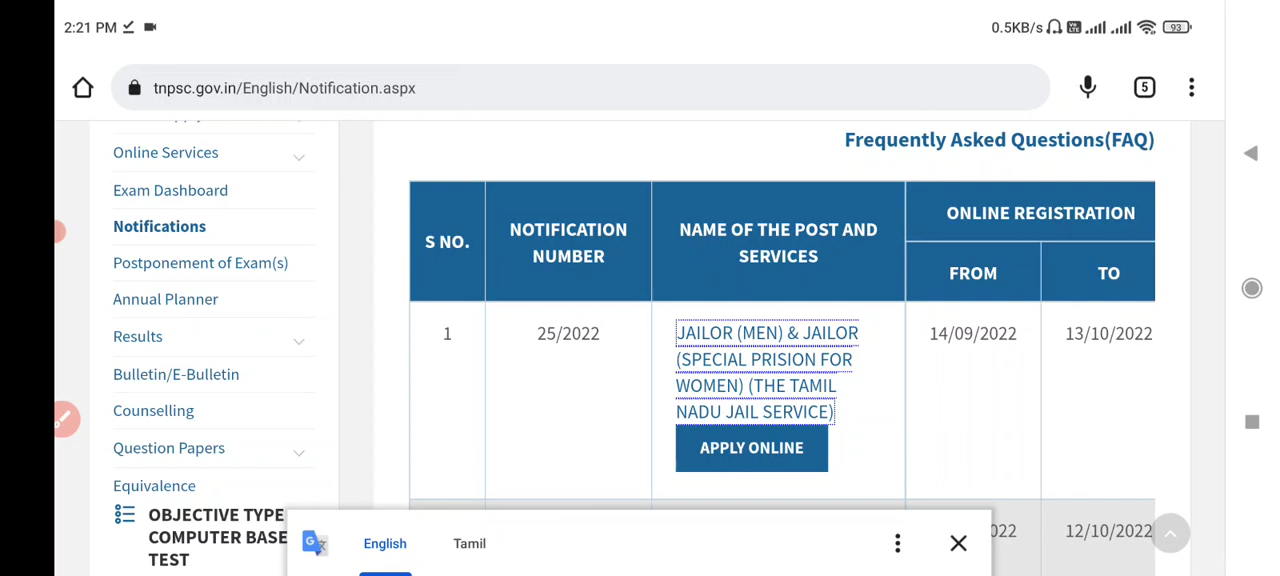 2:21 PM
0.5KB/s
93
tnpsc.gov.in/English/Notification.aspx
5
Online Services
Exam Dashboard
Notifications
Postponement of Exam(s)
Annual Planner
Results
Bulletin/E-Bulletin
Counselling
Question Papers
Equivalence
OBJECTIVE TYPE
COMPUTER BASE
TEST
Frequently Asked Questions(FAQ)
S NO.
NOTIFICATION
NUMBER
NAME OF THE POST AND
SERVICES
ONLINE REGISTRATION
FROM
TO
1
25/2022
JAILOR (MEN) & JAILOR
(SPECIAL PRISION FOR
WOMEN) (THE TAMIL
NADU JAIL SERVICE)
APPLY ONLINE
14/09/2022
13/10/2022
022
12/10/2022
English
Tamil